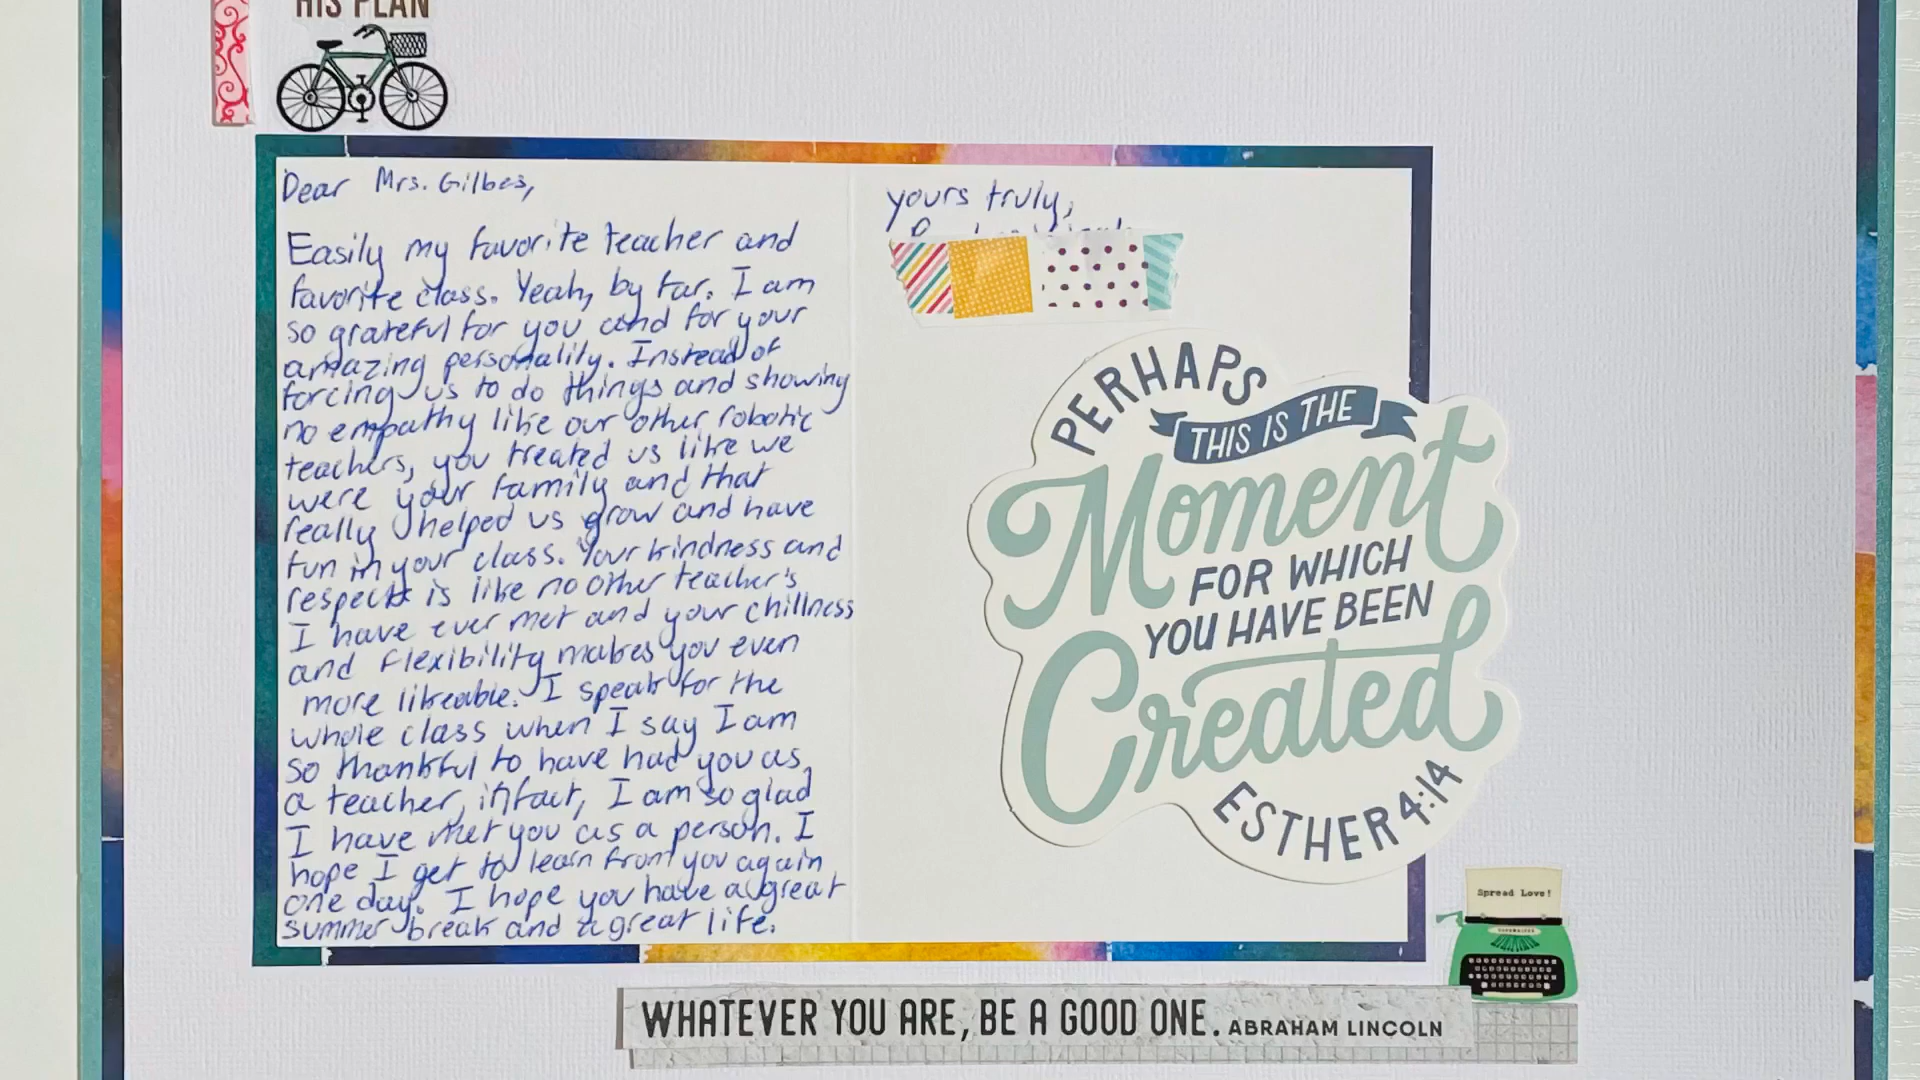 HIS PLAN
Dear Mrs. Gilbes,
Easily my favorite teacher and
favorite class. Yeah, by far. I am
so grateful for you and for your
amazing personality. Instead of
forcing us to do things and showing
no empathy like our other robotic
teachers, you treated us like we
were your family and that
really helped us grow and have
fun in your class. Your kindness and
respect is like no other teacher's
I have ever met and your chillness
and flexibility makes you even
more likeable. I speak for the
whole class when I say I am
so thankful to have had you as
a teacher, infact, I am so glad
I have met you as a person. I
hope I get to learn from you again
one day. I hope you have a great
summer break and a great life.
yours truly,
PERHAPS
THIS IS THE
Moment
FOR WHICH
YOU HAVE BEEN
Created
ESTHER 4:14
Spread Love!
WHATEVER YOU ARE, BE A GOOD ONE. ABRAHAM LINCOLN